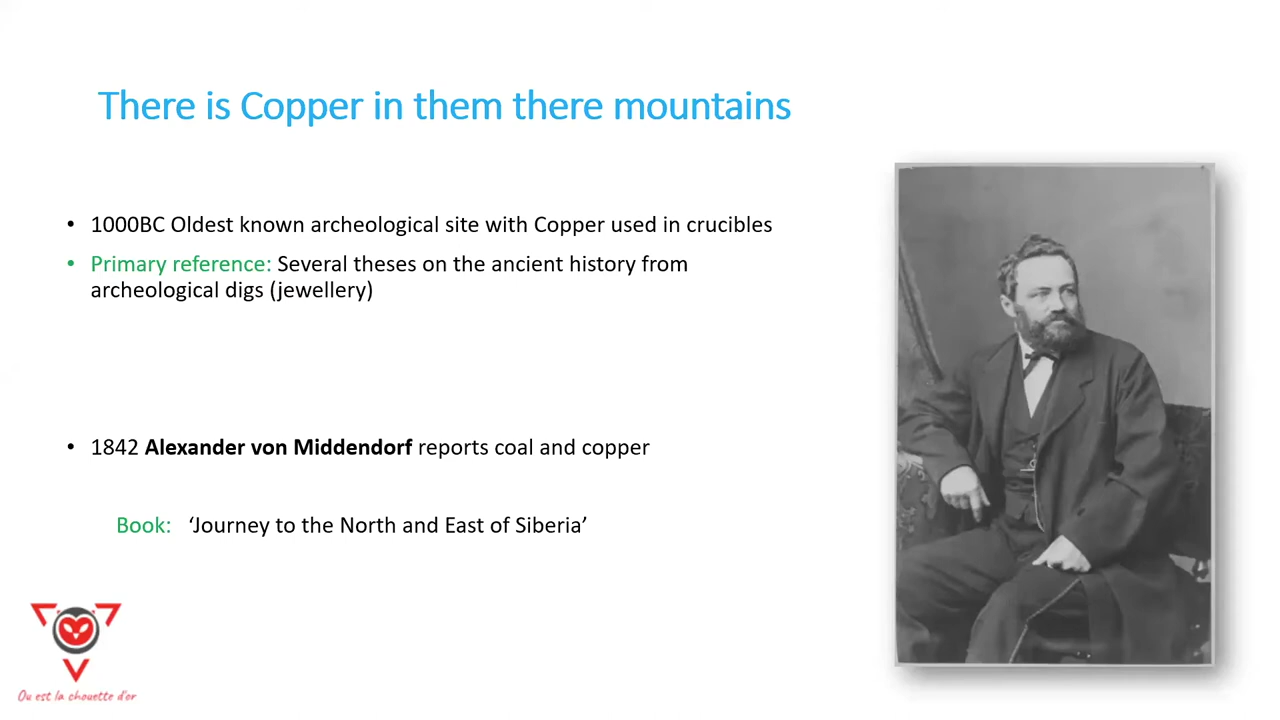 There is Copper in them there mountains
• 1000BC Oldest known archeological site with Copper used in crucibles
• Primary reference: Several theses on the ancient history from
archeological digs (jewellery)
• 1842 Alexander von Middendorf reports coal and copper
Book: ‘Journey to the North and East of Siberia’
Ou est la chouette d'or